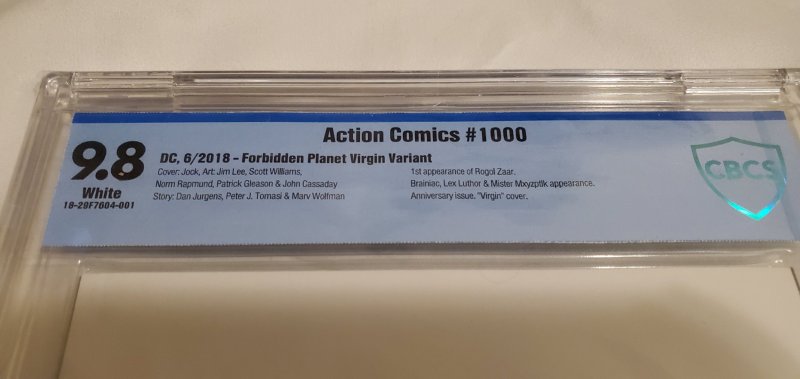 Action Comics #1000
9.8
White
18-29F7604-001
DC, 6/2018 - Forbidden Planet Virgin Variant
Cover: Jock, Art: Jim Lee, Scott Williams,
Norm Rapmund, Patrick Gleason & John Cassaday
Story: Dan Jurgens, Peter J. Tomasi & Marv Wolfman
1st appearance of Rogol Zaar.
Brainiac, Lex Luthor & Mister Mxyzptlk appearance.
Anniversary issue. "Virgin" cover.
CBCS